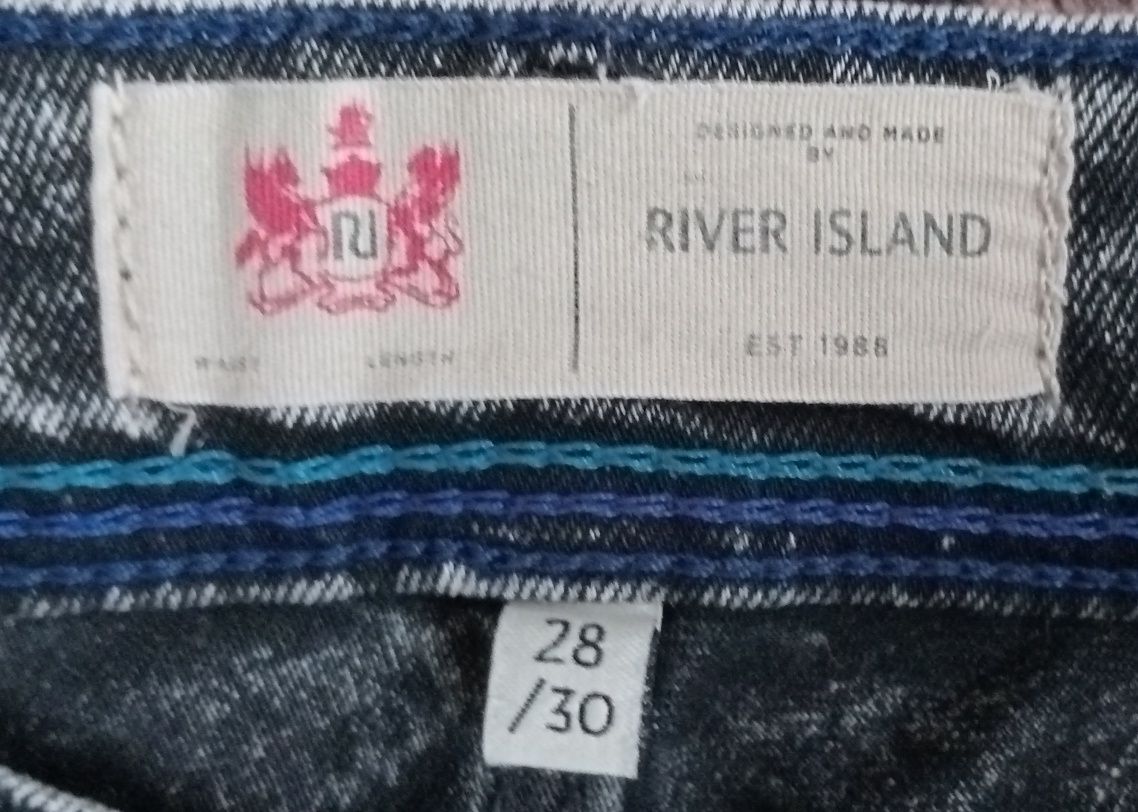 RI
WAIST LENGTH
DESIGNED AND MADE
BY
RIVER ISLAND
EST 1988
28
/30